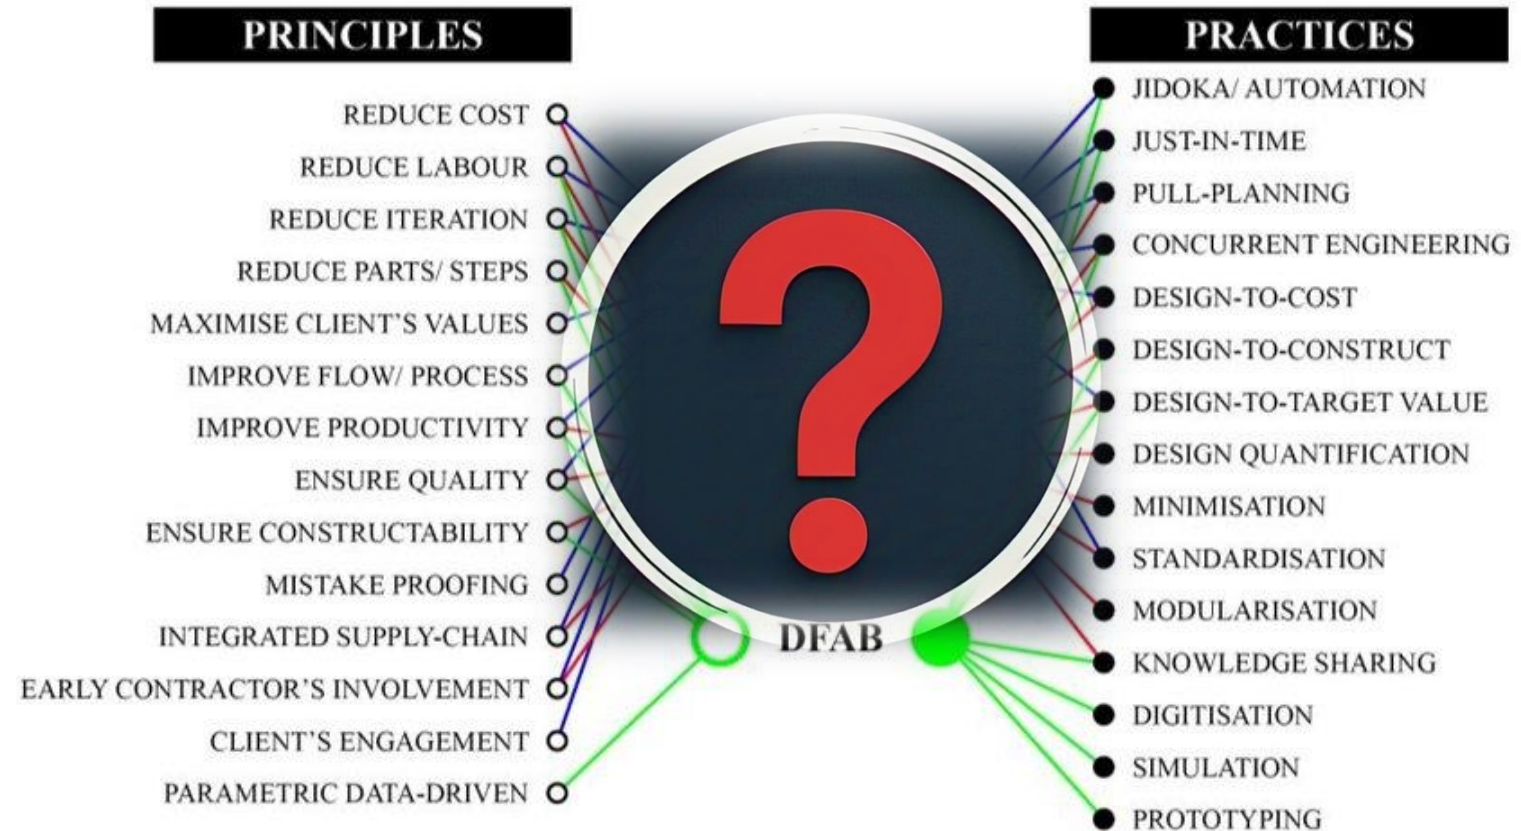 PRINCIPLES
REDUCE COST
REDUCE LABOUR
REDUCE ITERATION
REDUCE PARTS/ STEPS
MAXIMISE CLIENT'S VALUES
IMPROVE FLOW/ PROCESS
IMPROVE PRODUCTIVITY
ENSURE QUALITY
ENSURE CONSTRUCTABILITY
MISTAKE PROOFING
INTEGRATED SUPPLY-CHAIN
EARLY CONTRACTOR'S INVOLVEMENT
CLIENT'S ENGAGEMENT
PARAMETRIC DATA-DRIVEN
?
DFAB
PRACTICES
JIDOKA/ AUTOMATION
JUST-IN-TIME
PULL-PLANNING
CONCURRENT ENGINEERING
DESIGN-TO-COST
DESIGN-TO-CONSTRUCT
DESIGN-TO-TARGET VALUE
DESIGN QUANTIFICATION
MINIMISATION
STANDARDISATION
MODULARISATION
KNOWLEDGE SHARING
DIGITISATION
SIMULATION
PROTOTYPING